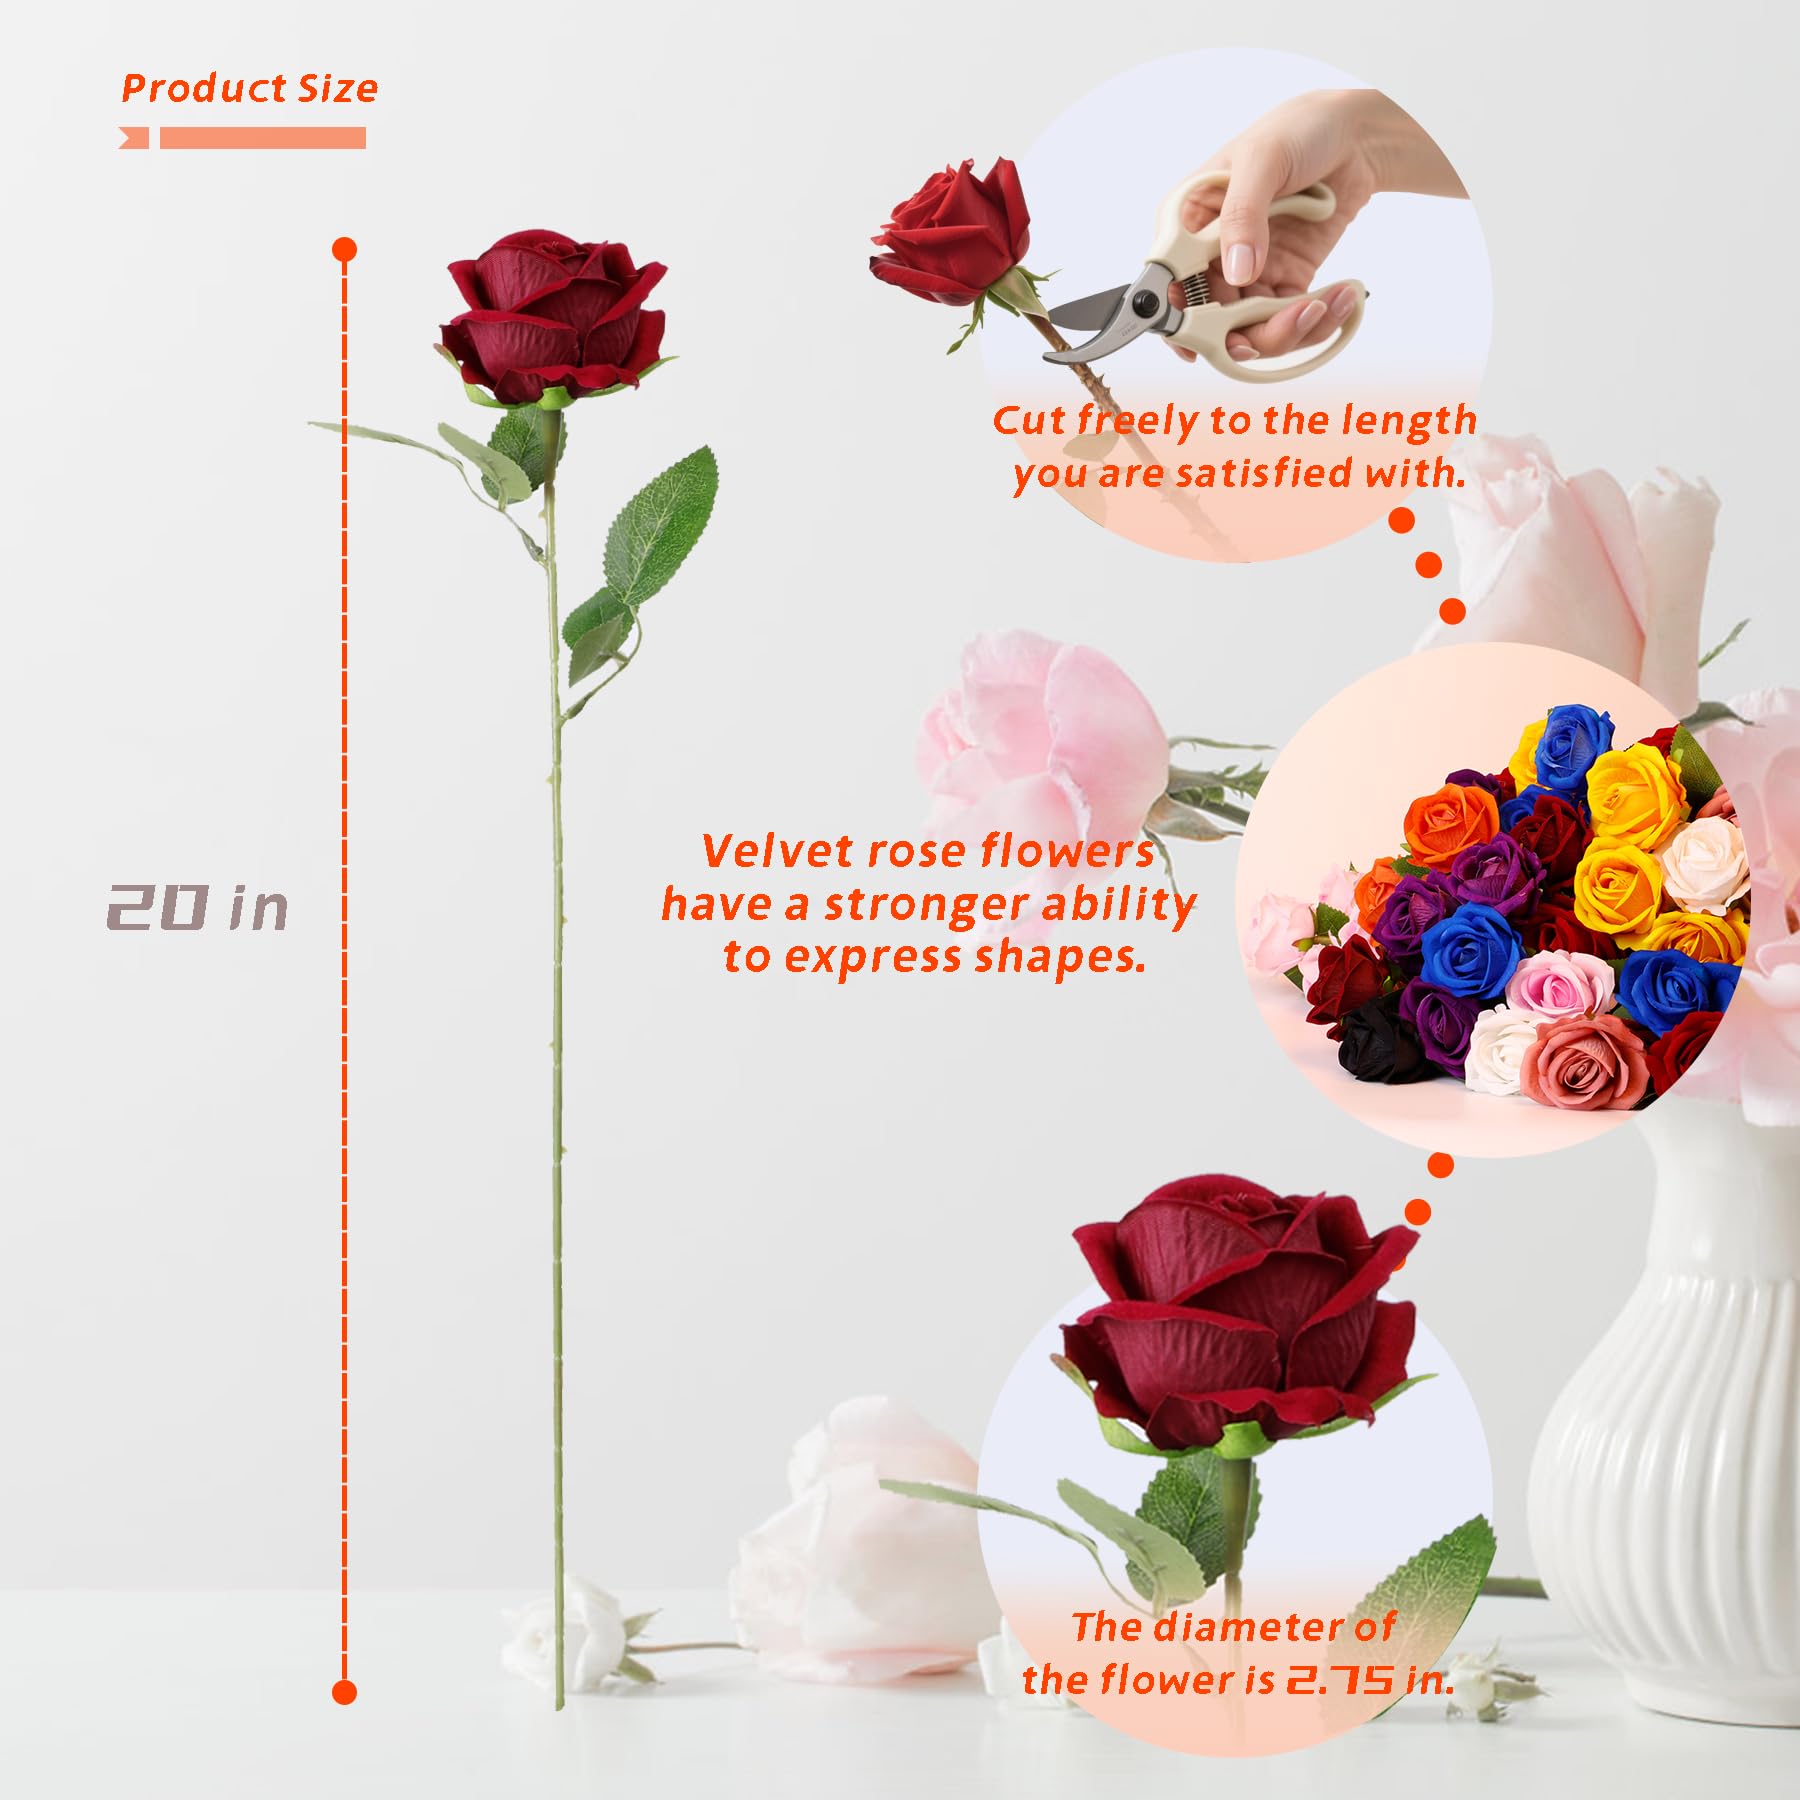 Product Size
Cut freely to the length
you are satisfied with.
Velvet rose flowers
have a stronger ability
to express shapes.
20 in
The diameter of
the flower is 2.75 in.